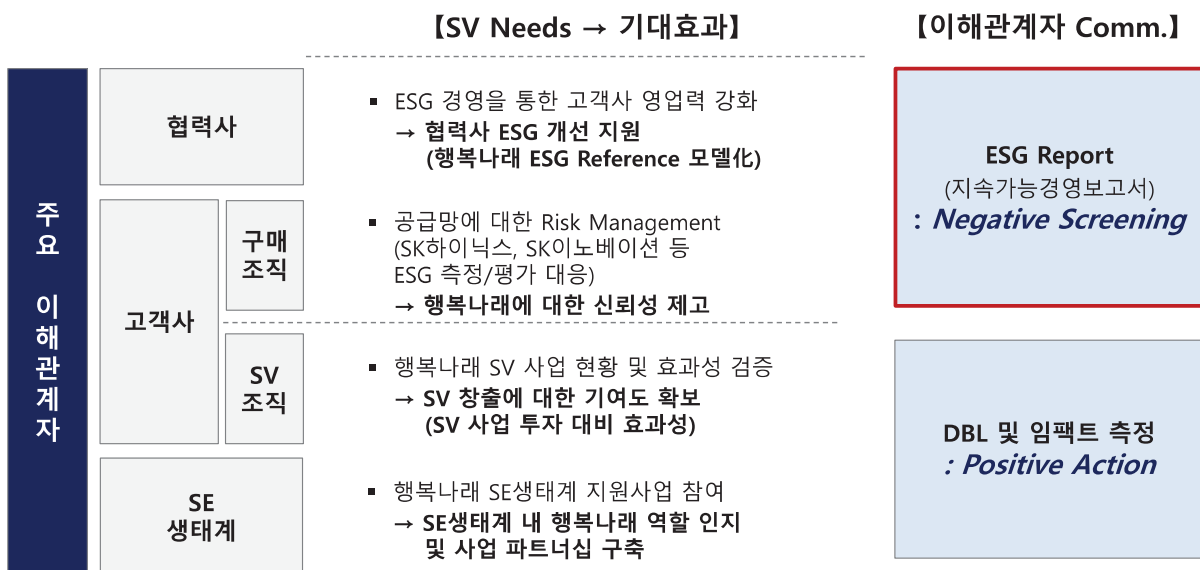 【SV Needs → 기대효과】
【이해관계자 Comm.】
주요 이해관계자
협력사
▪ ESG 경영을 통한 고객사 영업력 강화
→ 협력사 ESG 개선 지원
(행복나래 ESG Reference 모델化)
고객사
구매
조직
▪ 공급망에 대한 Risk Management
(SK하이닉스, SK이노베이션 등
ESG 측정/평가 대응)
→ 행복나래에 대한 신뢰성 제고
SV
조직
▪ 행복나래 SV 사업 현황 및 효과성 검증
→ SV 창출에 대한 기여도 확보
(SV 사업 투자 대비 효과성)
SE
생태계
▪ 행복나래 SE생태계 지원사업 참여
→ SE생태계 내 행복나래 역할 인지
및 사업 파트너십 구축
ESG Report
(지속가능경영보고서)
: Negative Screening
DBL 및 임팩트 측정
: Positive Action